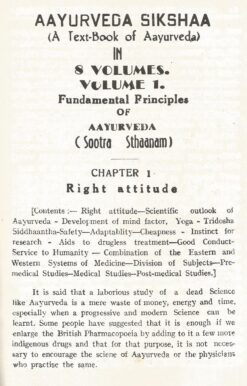 AAYURVEDA SIKSHAA
(A Text-Book of Aayurveda)
IN
8 VOLUMES.
VOLUME 1.
Fundamental Principles
OF
AAYURVEDA
(Sootra Sthaanam)
CHAPTER 1
Right attitude
[Contents :— Right attitude—Scientific outlook of
Aayurveda - Development of mind factor, Yoga - Tridosha
Siddhaantha-Safety—Adaptablity—Cheapness - Instinct for
research - Aids to drugless treatment—Good Conduct-
Service to Humanity — Combination of the Eastern and
Western Systems of Medicine—Division of Subjects—Pre-
medical Studies—Medical Studies—Post-medical Studies.]
It is said that a laborious study of a dead Science
like Aayurveda is a mere waste of money, energy and time,
especially when a progressive and modern Science can be
learnt. Some people have suggested that it is enough if we
enlarge the British Pharmacopoeia by adding to it a few more
indigenous drugs and that for that purpose, it is not neces-
sary to encourage the sciene of Aayurveda or the physicians
who practise the same.